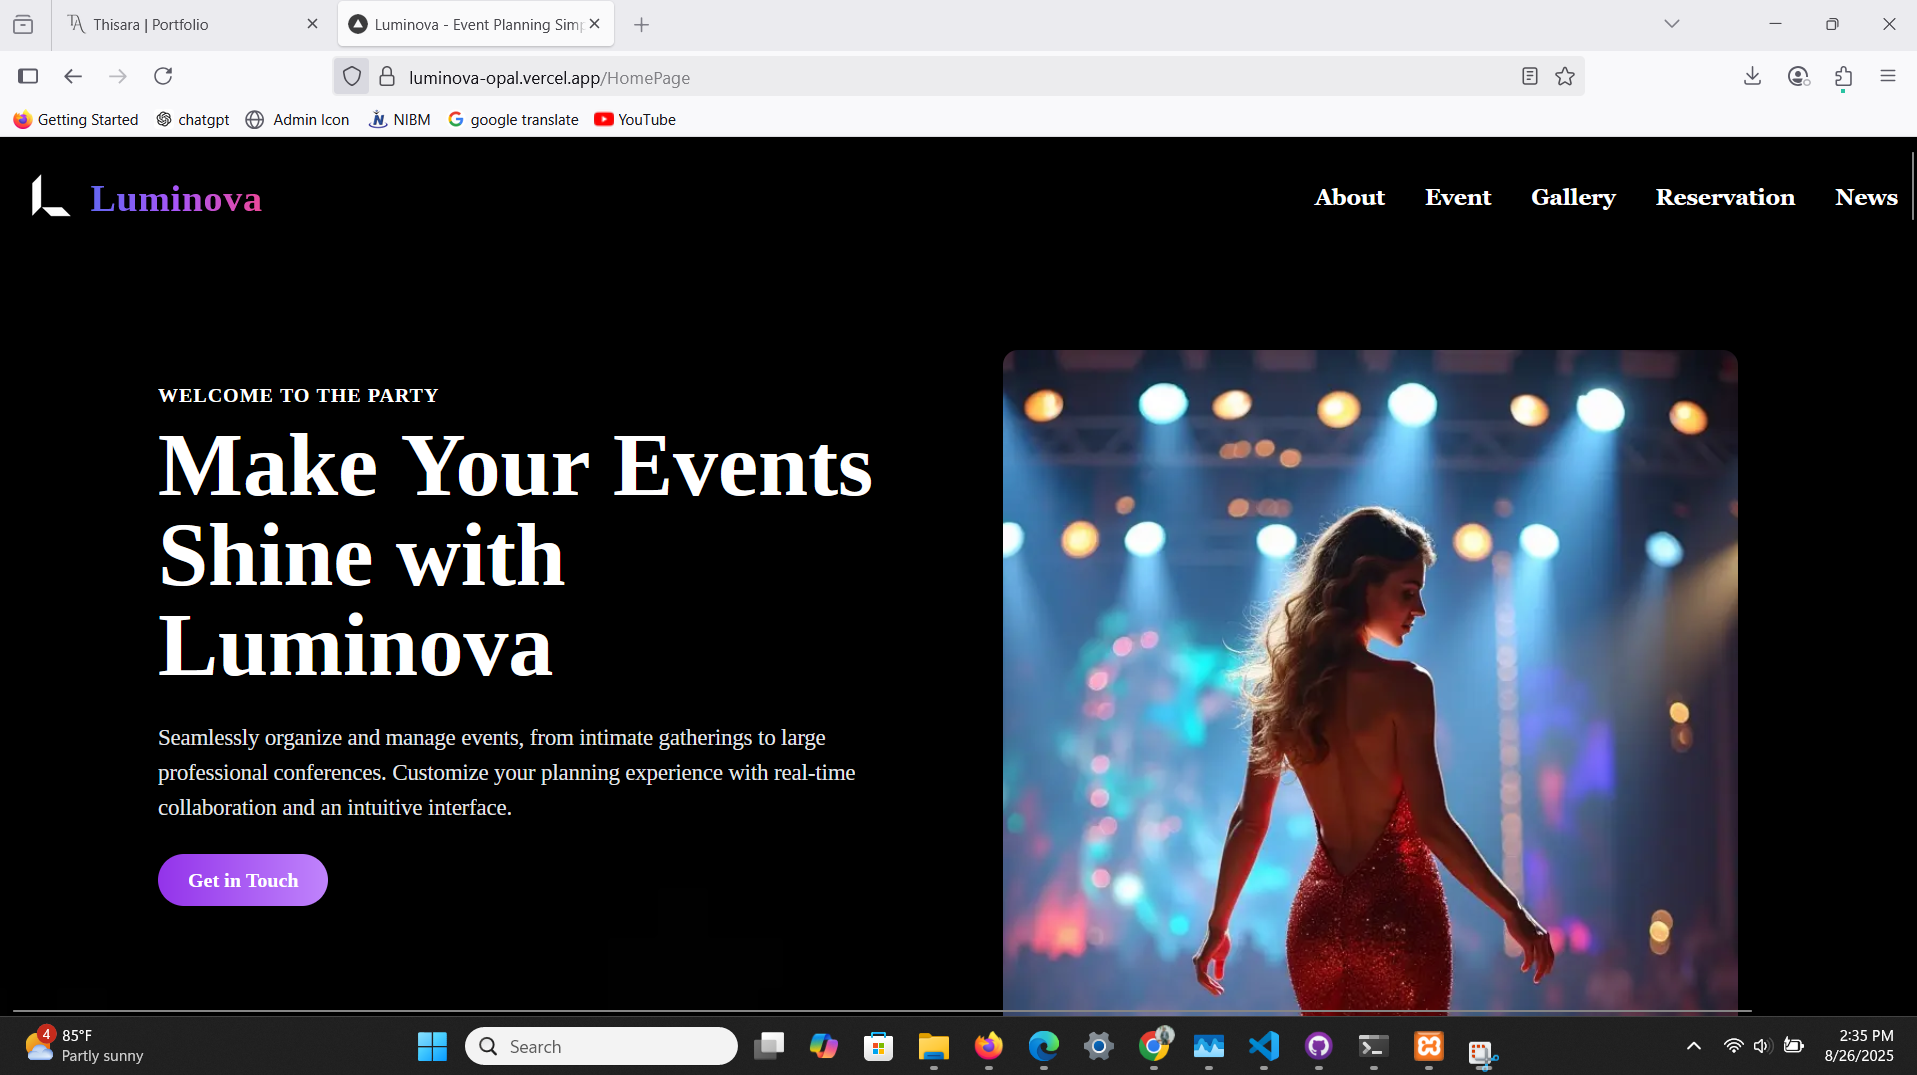 Thisara | Portfolio
Luminova - Event Planning Simp
luminova-opal.vercel.app/HomePage
Getting Started
chatgpt
Admin Icon
NIBM
google translate
YouTube
Luminova
About
Event
Gallery
Reservation
News
WELCOME TO THE PARTY
Make Your Events
Shine with
Luminova
Seamlessly organize and manage events, from intimate gatherings to large
professional conferences. Customize your planning experience with real-time
collaboration and an intuitive interface.
Get in Touch
4
85°F
Partly sunny
Search
2:35 PM
8/26/2025